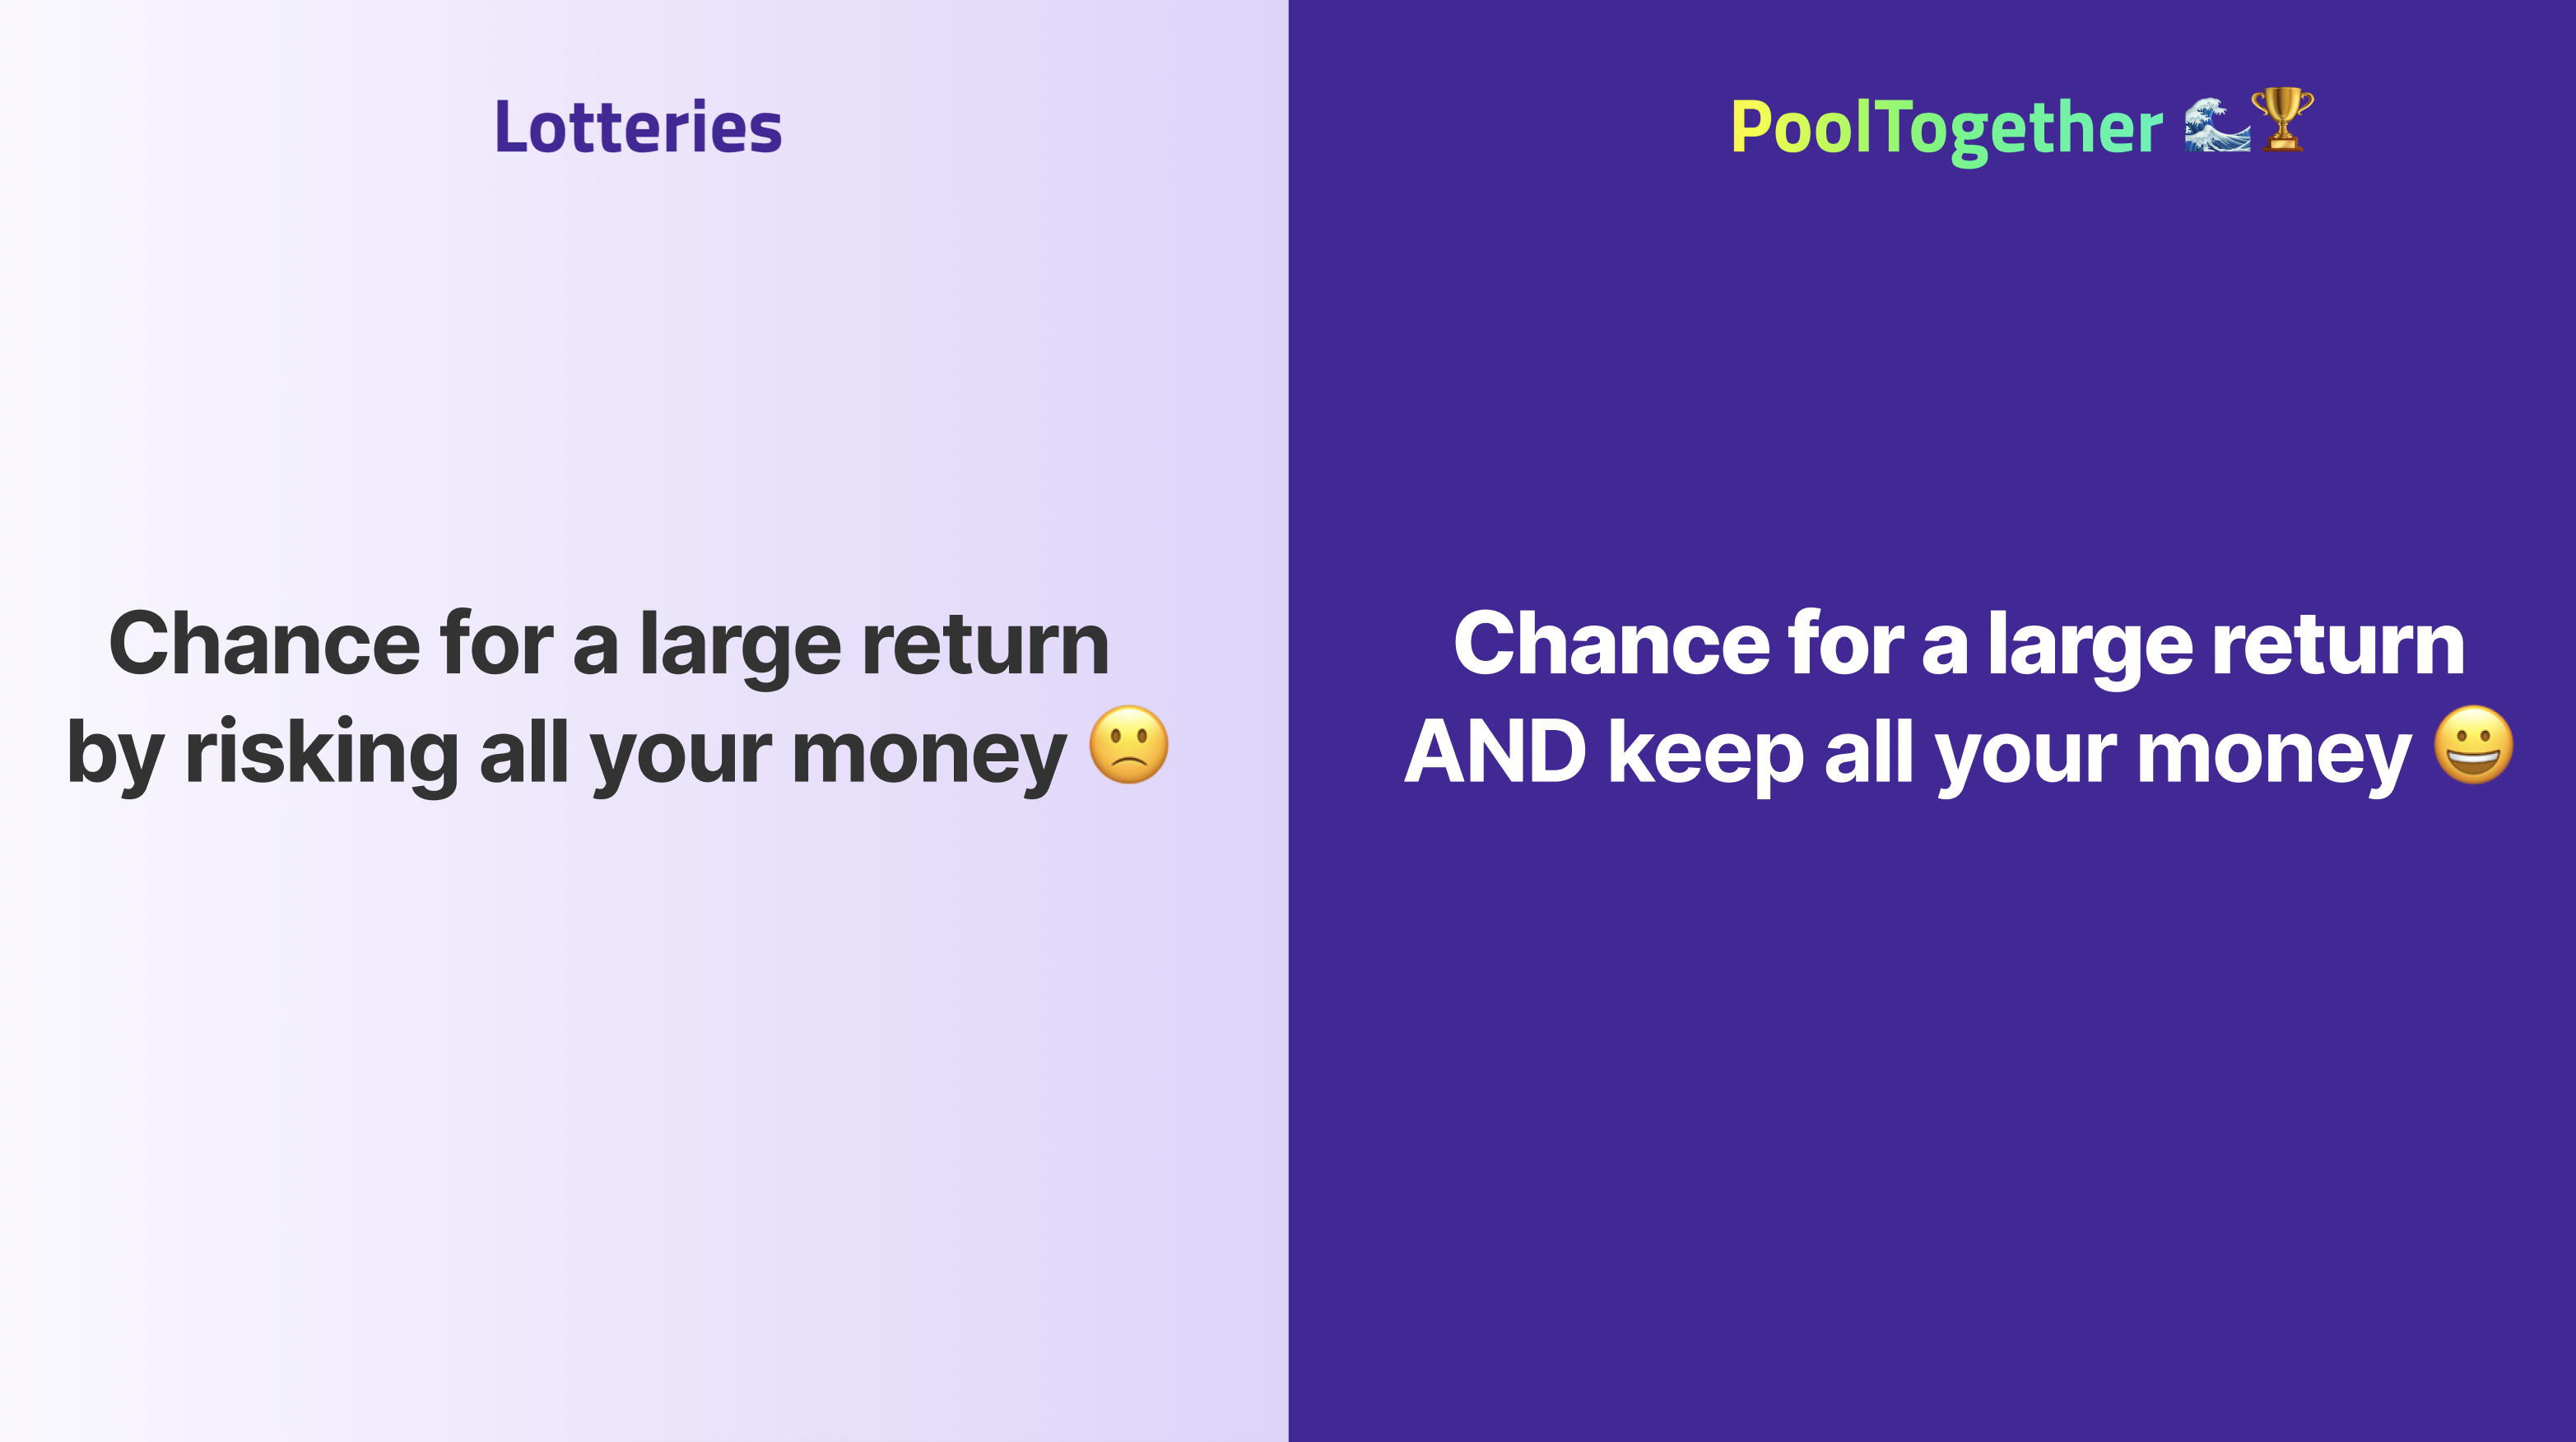 Lotteries
Chance for a large return
by risking all your money 🙁
PoolTogether 🌊🏆
Chance for a large return
AND keep all your money 😀